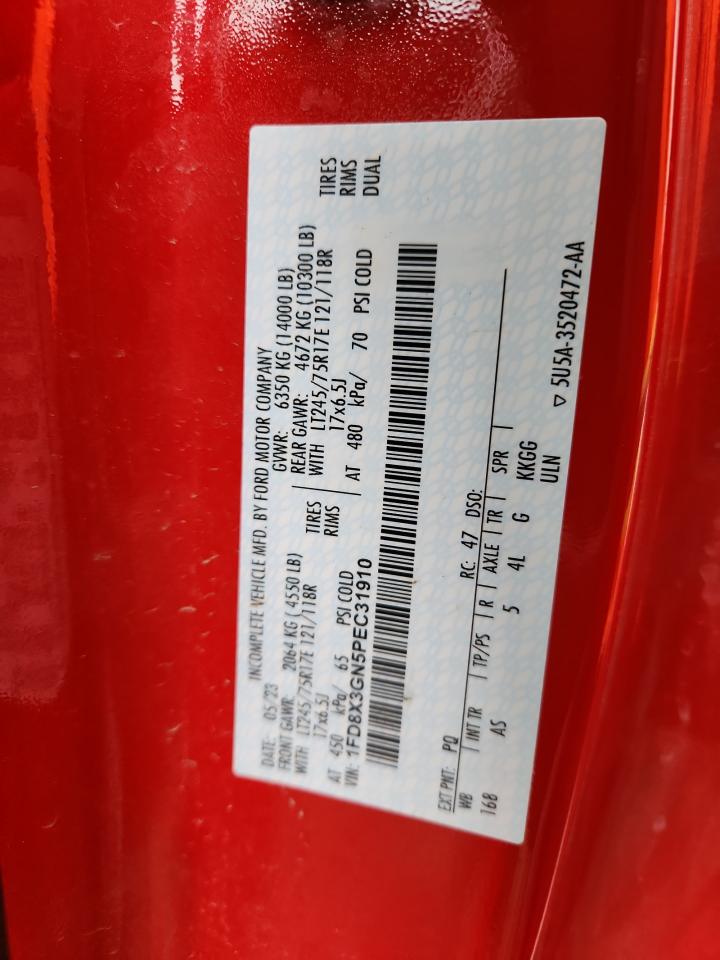 INCOMPLETE VEHICLE MFD. BY FORD MOTOR COMPANY
DATE: 05/23 GVWR: 6350 KG (14000 LB)
FRONT GAWR: 2064 KG (4550 LB) REAR GAWR: 4672 KG (10300 LB)
WITH LT245/75R17E 121/118R TIRES WITH LT245/75R17E 121/118R TIRES
17x6.5J RIMS 17x6.5J RIMS
AT 450 kPa/ 65 PSI COLD AT 480 kPa/ 70 PSI COLD DUAL
VIN: 1FD8X3GN5PEC31910
EXT PNT: PQ RC: 47 DSO:
WB INT TR TP/PS R AXLE TR SPR
168 AS 5 4L G KKGG
ULN
▽ 5U5A-3520472-AA